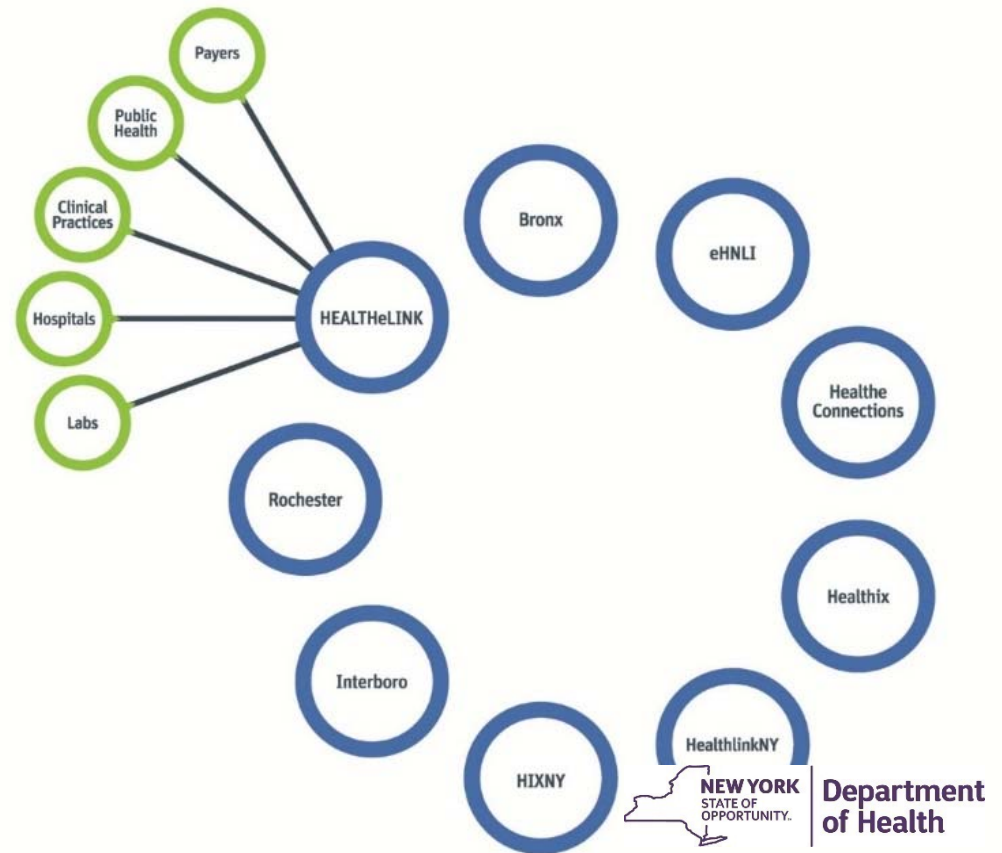 Payers
Public
Health
Clinical
Practices
Hospitals
Labs
HEALTHeLINK
Bronx
eHNLI
Healthe
Connections
Healthix
HealthlinkNY
HIXNY
Interboro
Rochester
NEW YORK
STATE OF
OPPORTUNITY.
Department
of Health